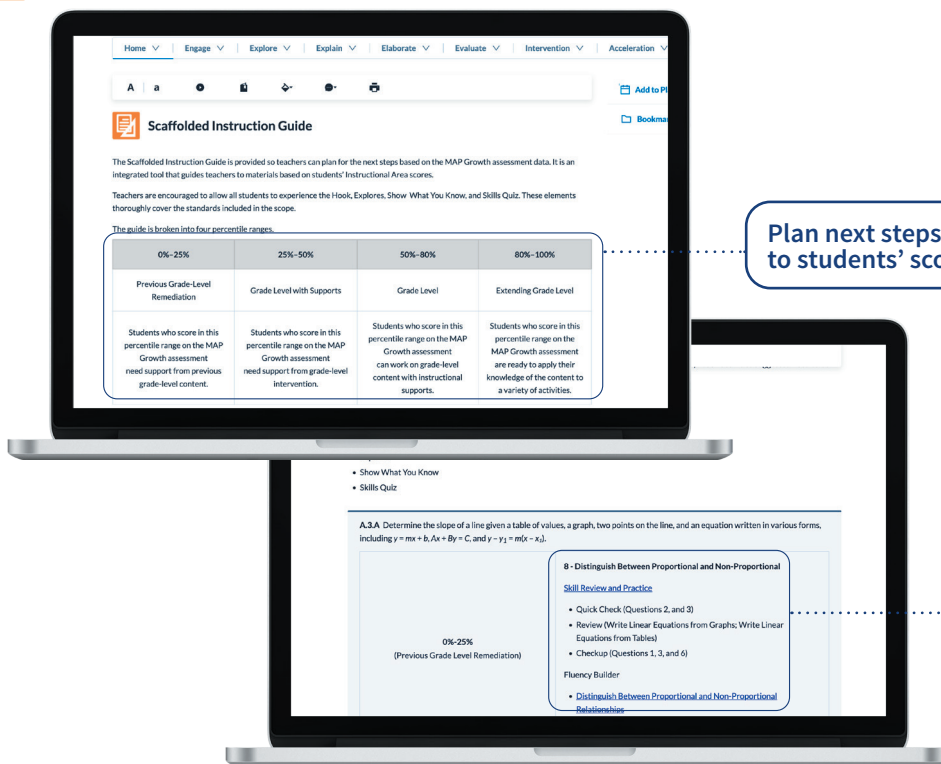 Home Engage Explore Explain Elaborate Evaluate Intervention Acceleration
A a
Add to
Scaffolded Instruction Guide
The Scaffolded Instruction Guide is provided so teachers can plan for the next steps based on the MAP Growth assessment data. It is an
integrated tool that guides teachers to materials based on students' Instructional Area scores.
Teachers are encouraged to allow all students to experience the Hook, Explores, Show What You Know, and Skills Quiz. These elements
thoroughly cover the standards included in the scope.
The guide is broken into four percentile ranges.
0%–25% 25%–50% 50%–80% 80%–100%
Previous Grade-Level
Remediation
Grade Level with Supports
Grade Level
Extending Grade Level
Students who score in this
percentile range on the MAP
Growth assessment
need support from previous
grade-level content.
Students who score in this
percentile range on the MAP
Growth assessment
need support from grade-level
intervention.
Students who score in this
percentile range on the MAP
Growth assessment
can work on grade-level
content with instructional
supports.
Students who score in this
percentile range on the
MAP Growth assessment
are ready to apply their
knowledge of the content to
a variety of activities.
Plan next steps
to students' sco
• Show What You Know
• Skills Quiz
A.3.A Determine the slope of a line given a table of values, a graph, two points on the line, and an equation written in various forms,
including y = mx + b, Ax + By = C, and y – y₁ = m(x – x₁).
0%-25%
(Previous Grade Level Remediation)
8 - Distinguish Between Proportional and Non-Proportional
Skill Review and Practice
• Quick Check (Questions 2, and 3)
• Review (Write Linear Equations from Graphs; Write Linear
Equations from Tables)
• Checkup (Questions 1, 3, and 6)
Fluency Builder
• Distinguish Between Proportional and Non-Proportional
Relationships